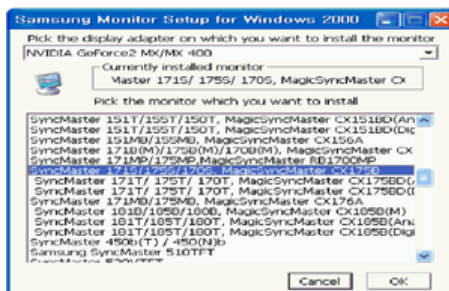 Samsung Monitor Setup for Windows 2000
Pick the display adapter on which you want to install the monitor
NVIDIA GeForce2 MX/MX 400
Currently installed monitor
Master 171S/ 175S/ 170S, MagicSyncMaster CX
Pick the monitor which you want to install
SyncMaster 151T/155T/150T, MagicSyncMaster CX151BD(Ana
SyncMaster 151T/155T/150T, MagicSyncMaster CX151BD(Dig
SyncMaster 151MB/155MB, MagicSyncMaster CX156A
SyncMaster 171B(M)/175B(M)/170B(M), MagicSyncMaster CX
SyncMaster 171MP/175MP,MagicSyncMaster RB1700MP
SyncMaster 171S/175S/170S, MagicSyncMaster CX175B
SyncMaster 171T/ 175T/ 170T, MagicSyncMaster CX175BD(A
SyncMaster 171T/ 175T/ 170T, MagicSyncMaster CX175BD(D
SyncMaster 171MB/175MB, MagicSyncMaster CX176A
SyncMaster 181B/185B/180B, MagicSyncMaster CX185B(M)
SyncMaster 181T/185T/180T, MagicSyncMaster CX185B(Ana
SyncMaster 181T/185T/180T, MagicSyncMaster CX185B(Digi
SyncMaster 450b(T) / 450(N)b
Samsung SyncMaster 510TFT
Cancel
OK